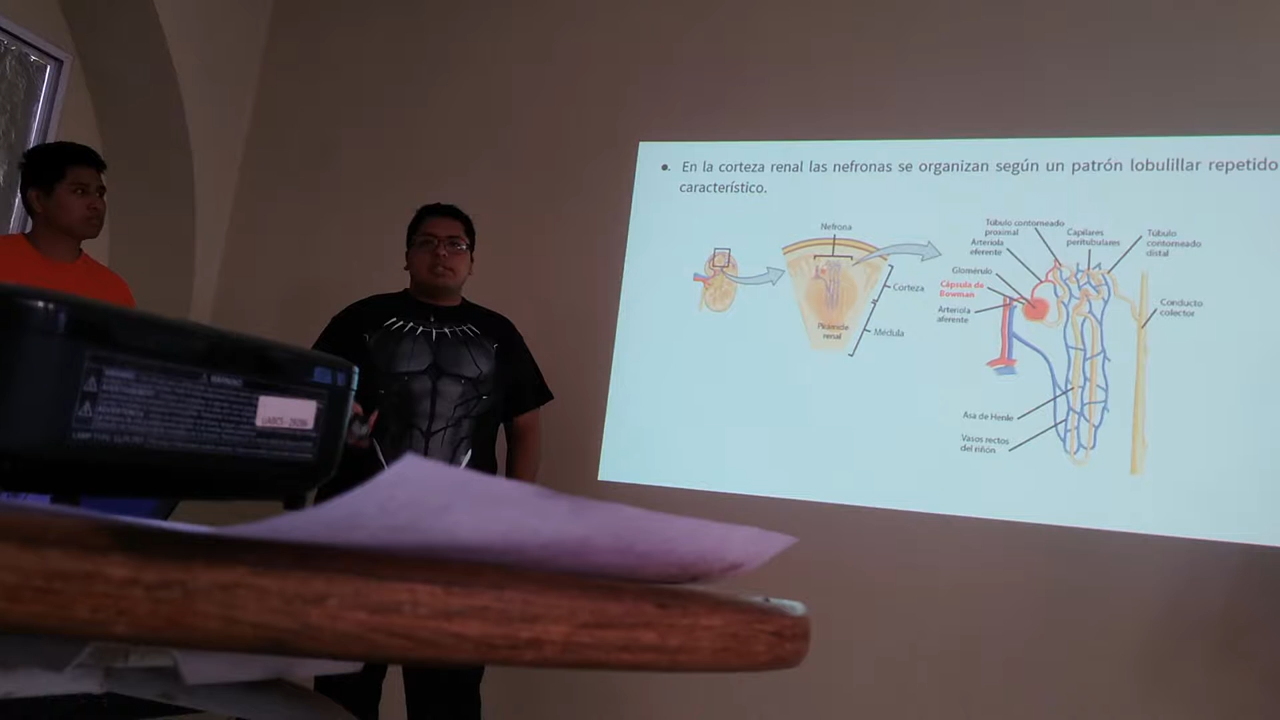 • En la corteza renal las nefronas se organizan según un patrón lobulillar repetido
característico.
Nefrona
Corteza
Pirámide
renal
Médula
Túbulo contorneado
proximal
Arteriola
eferente
Glomérulo
Cápsula de
Bowman
Arteriola
aferente
Capilares
peritubulares
Túbulo
contorneado
distal
Conducto
colector
Asa de Henle
Vasos rectos
del riñón